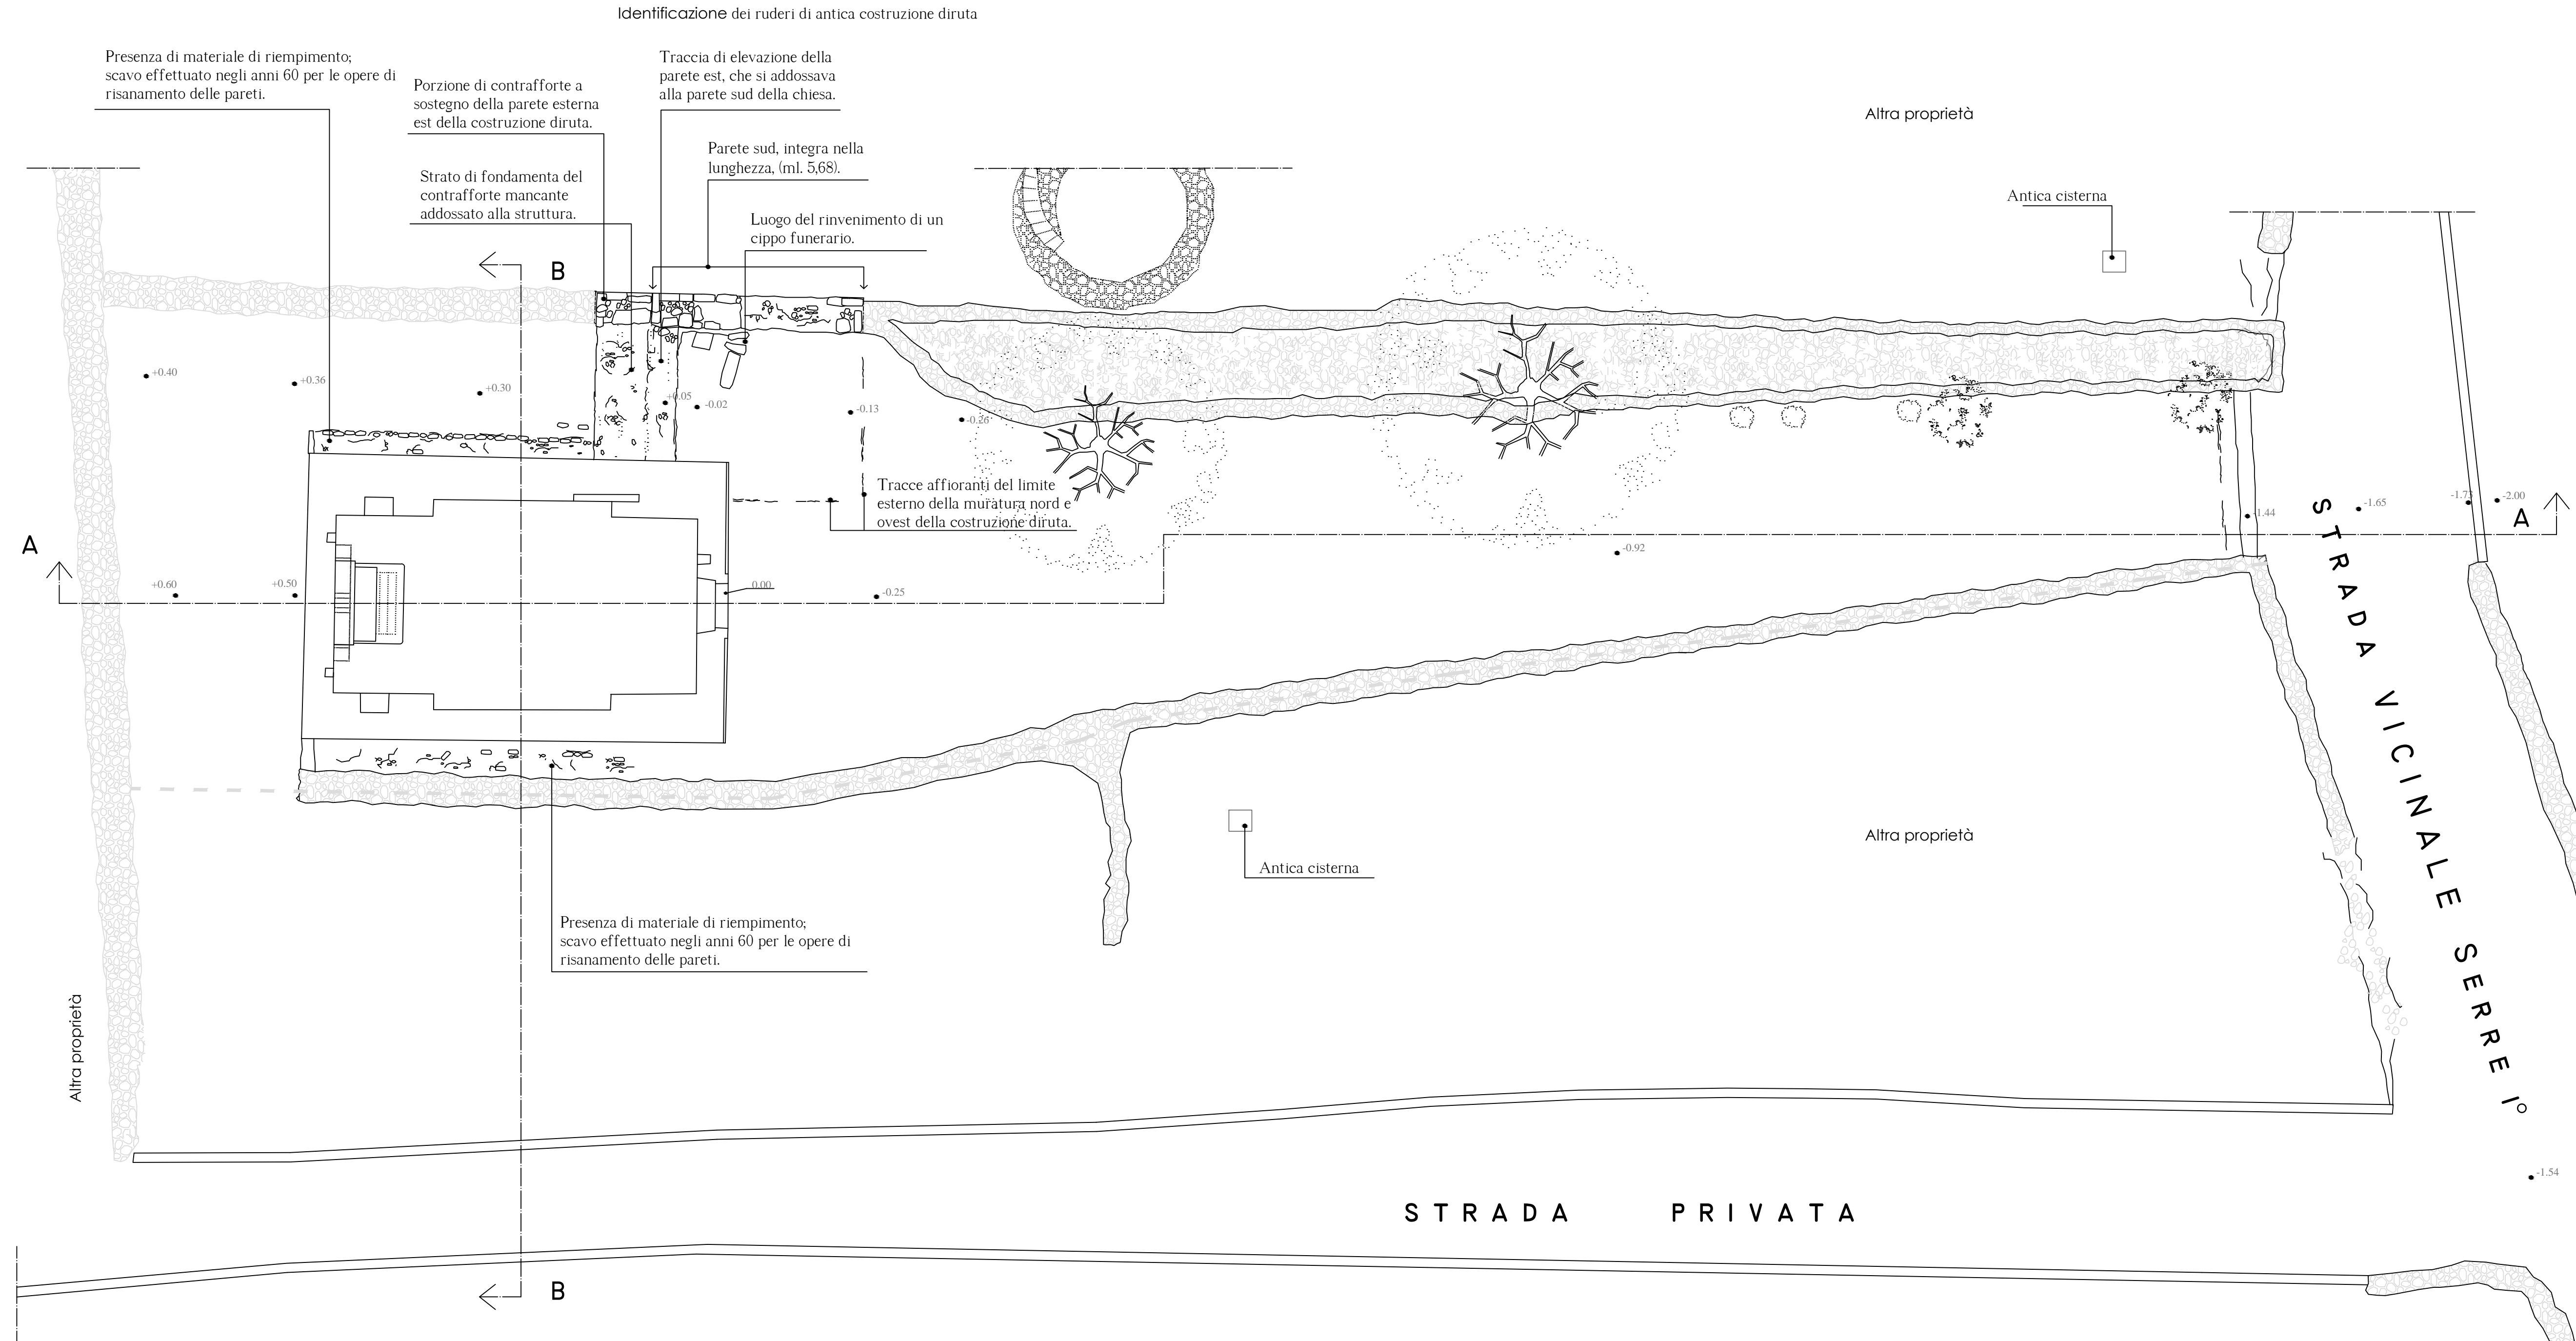 Identificazione dei ruderi di antica costruzione diruta
Presenza di materiale di riempimento;
scavo effettuato negli anni 60 per le opere di
risanamento delle pareti.
Porzione di contrafforte a
sostegno della parete esterna
est della costruzione diruta.
Traccia di elevazione della
parete est, che si addossava
alla parete sud della chiesa.
Strato di fondamenta del
contrafforte mancante
addossato alla struttura.
Parete sud, integra nella
lunghezza, (ml. 5,68).
Luogo del rinvenimento di un
cippo funerario.
Altra proprietà
Antica cisterna
B
+0.40
+0.36
+0.30
+0.05
-0.02
-0.13
-0.26
Tracce affioranti del limite
esterno della muratura nord e
ovest della costruzione diruta.
A
+0.60
+0.50
0.00
-0.25
-0.92
-1.44
-1.65
-1.73
-2.00
A
STRADA VICINALE SERRE I°
Altra proprietà
Antica cisterna
Presenza di materiale di riempimento;
scavo effettuato negli anni 60 per le opere di
risanamento delle pareti.
Altra proprietà
-1.54
STRADA PRIVATA
B